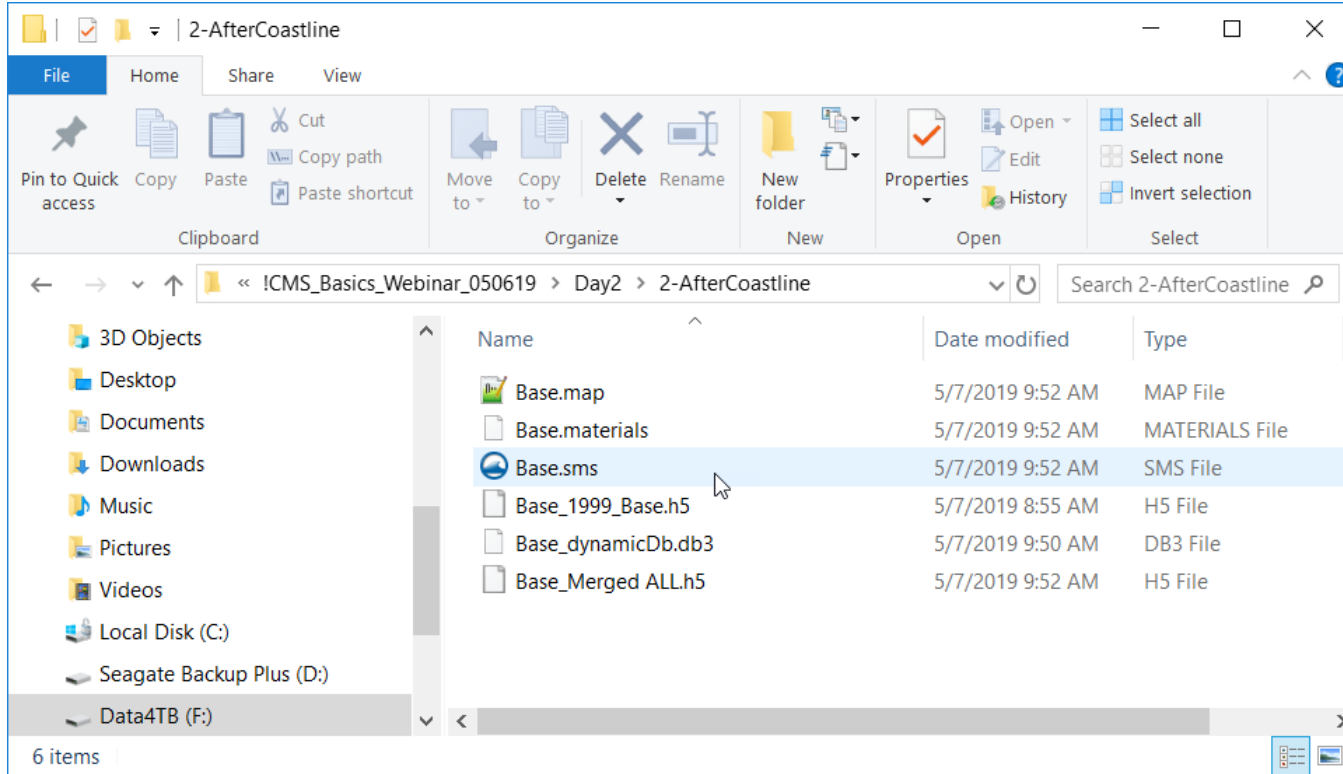 2-AfterCoastline
File Home Share View
Pin to Quick access
Copy
Paste
Cut
Copy path
Paste shortcut
Clipboard
Move to
Copy to
Delete
Rename
Organize
New folder
New
Properties
Open
Edit
History
Open
Select all
Select none
Invert selection
Select
« !CMS_Basics_Webinar_050619 > Day2 > 2-AfterCoastline
Search 2-AfterCoastline
3D Objects
Desktop
Documents
Downloads
Music
Pictures
Videos
Local Disk (C:)
Seagate Backup Plus (D:)
Data4TB (F:)
Name Date modified Type
Base.map 5/7/2019 9:52 AM MAP File
Base.materials 5/7/2019 9:52 AM MATERIALS File
Base.sms 5/7/2019 9:52 AM SMS File
Base_1999_Base.h5 5/7/2019 8:55 AM H5 File
Base_dynamicDb.db3 5/7/2019 9:50 AM DB3 File
Base_Merged ALL.h5 5/7/2019 9:52 AM H5 File
6 items